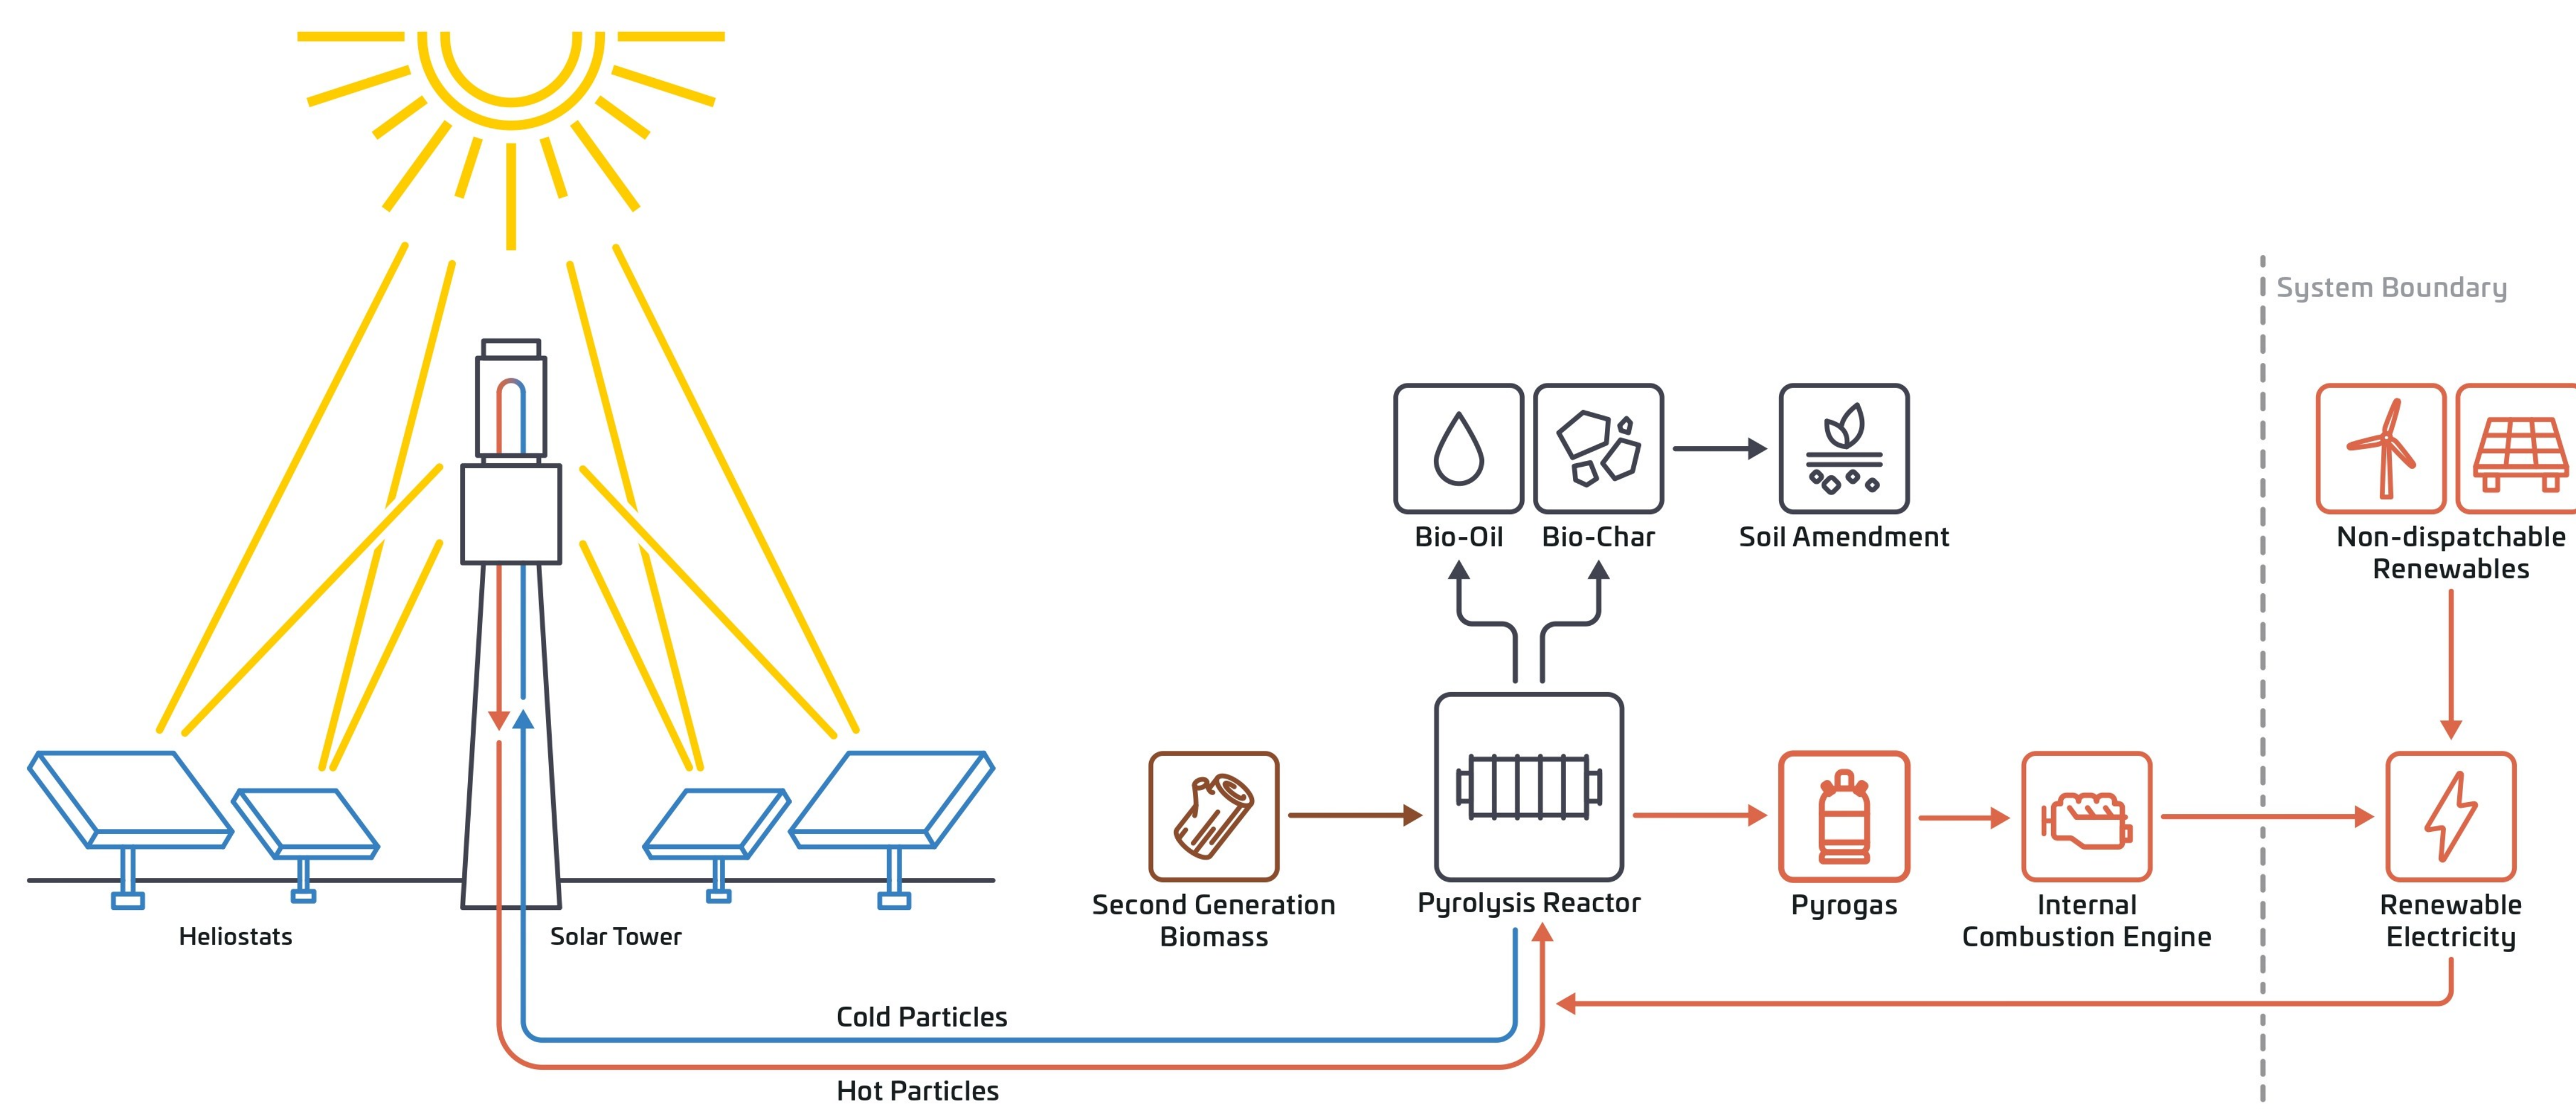 System Boundary
Bio-Oil
Bio-Char
Soil Amendment
Non-dispatchable
Renewables
Heliostats
Solar Tower
Second Generation
Biomass
Pyrolysis Reactor
Pyrogas
Internal
Combustion Engine
Renewable
Electricity
Cold Particles
Hot Particles